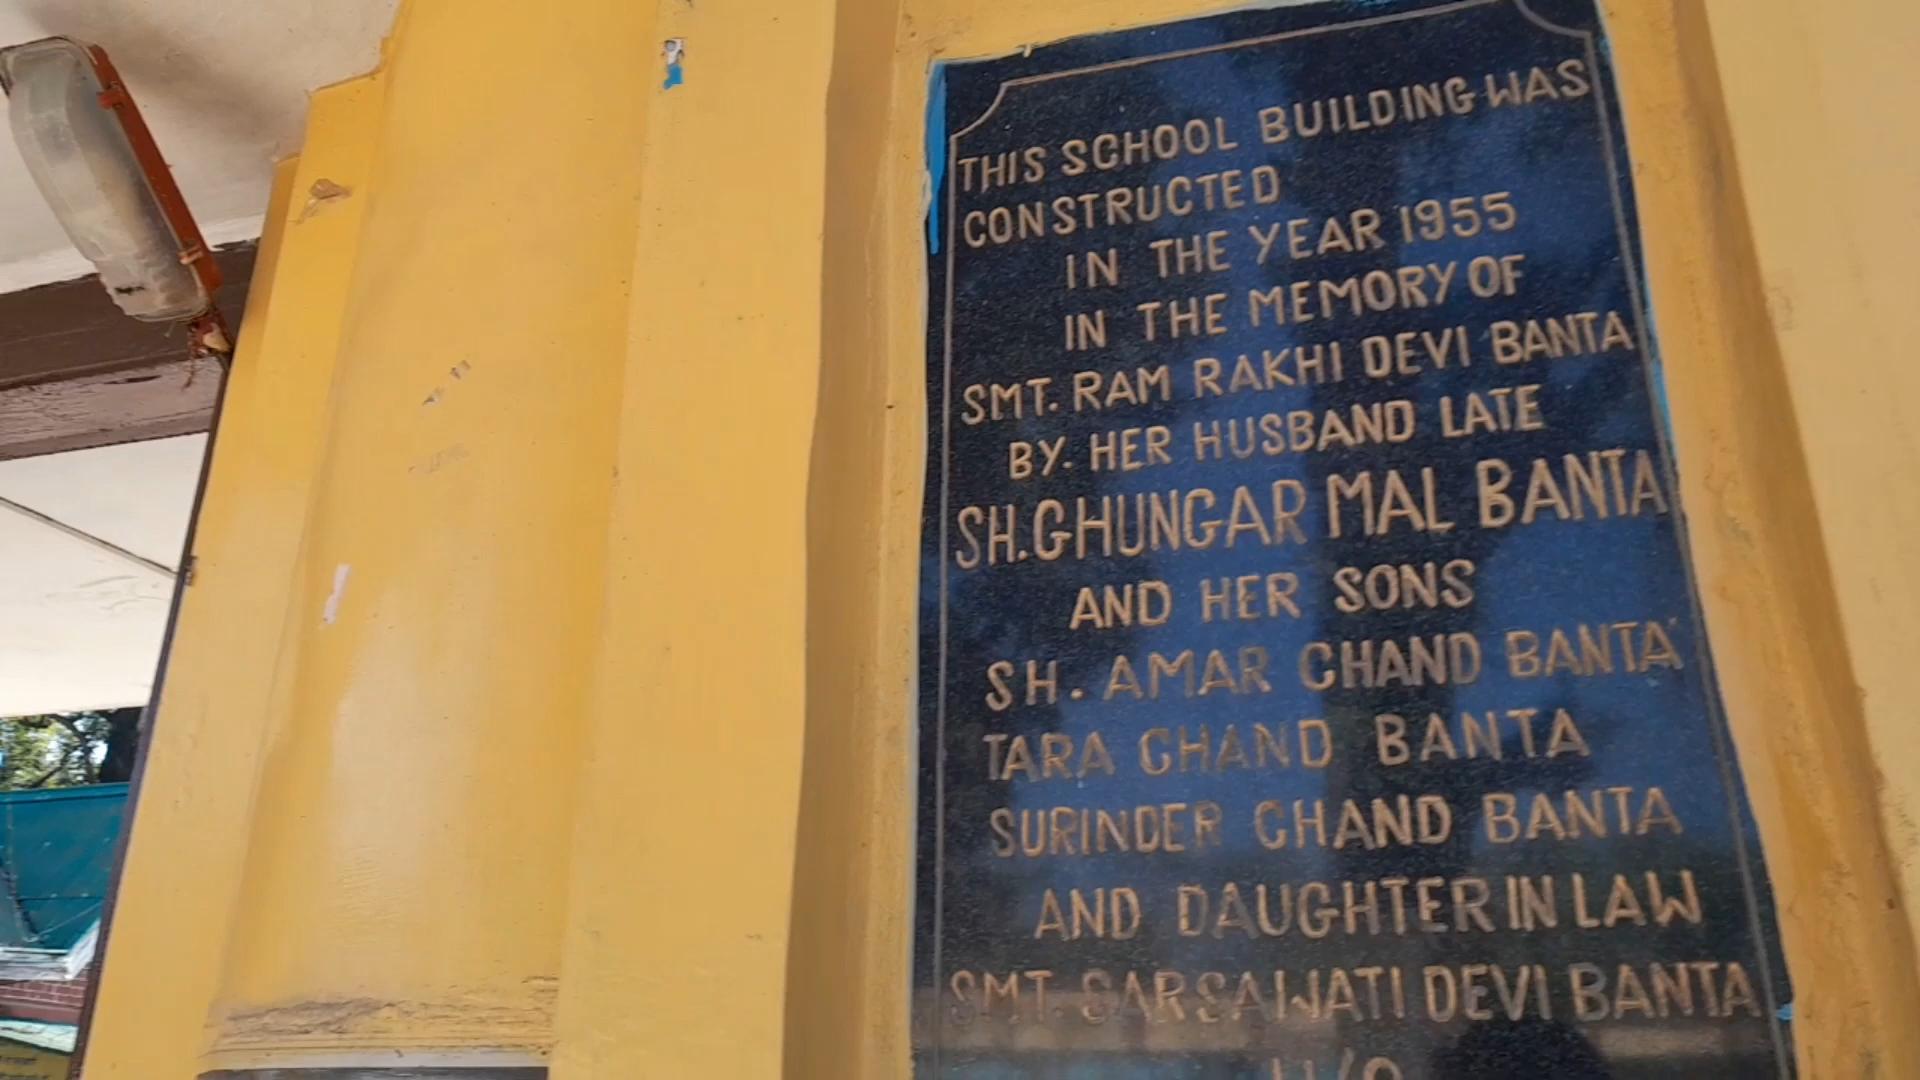 THIS SCHOOL BUILDING WAS
CONSTRUCTED
IN THE YEAR 1955
IN THE MEMORY OF
SMT. RAM RAKHI DEVI BANTA
BY. HER HUSBAND LATE
SH. GHUNGAR MAL BANTA
AND HER SONS
SH. AMAR CHAND BANTA
TARA CHAND BANTA
SURINDER CHAND BANTA
AND DAUGHTER IN LAW
SMT. SARSAWATI DEVI BANTA